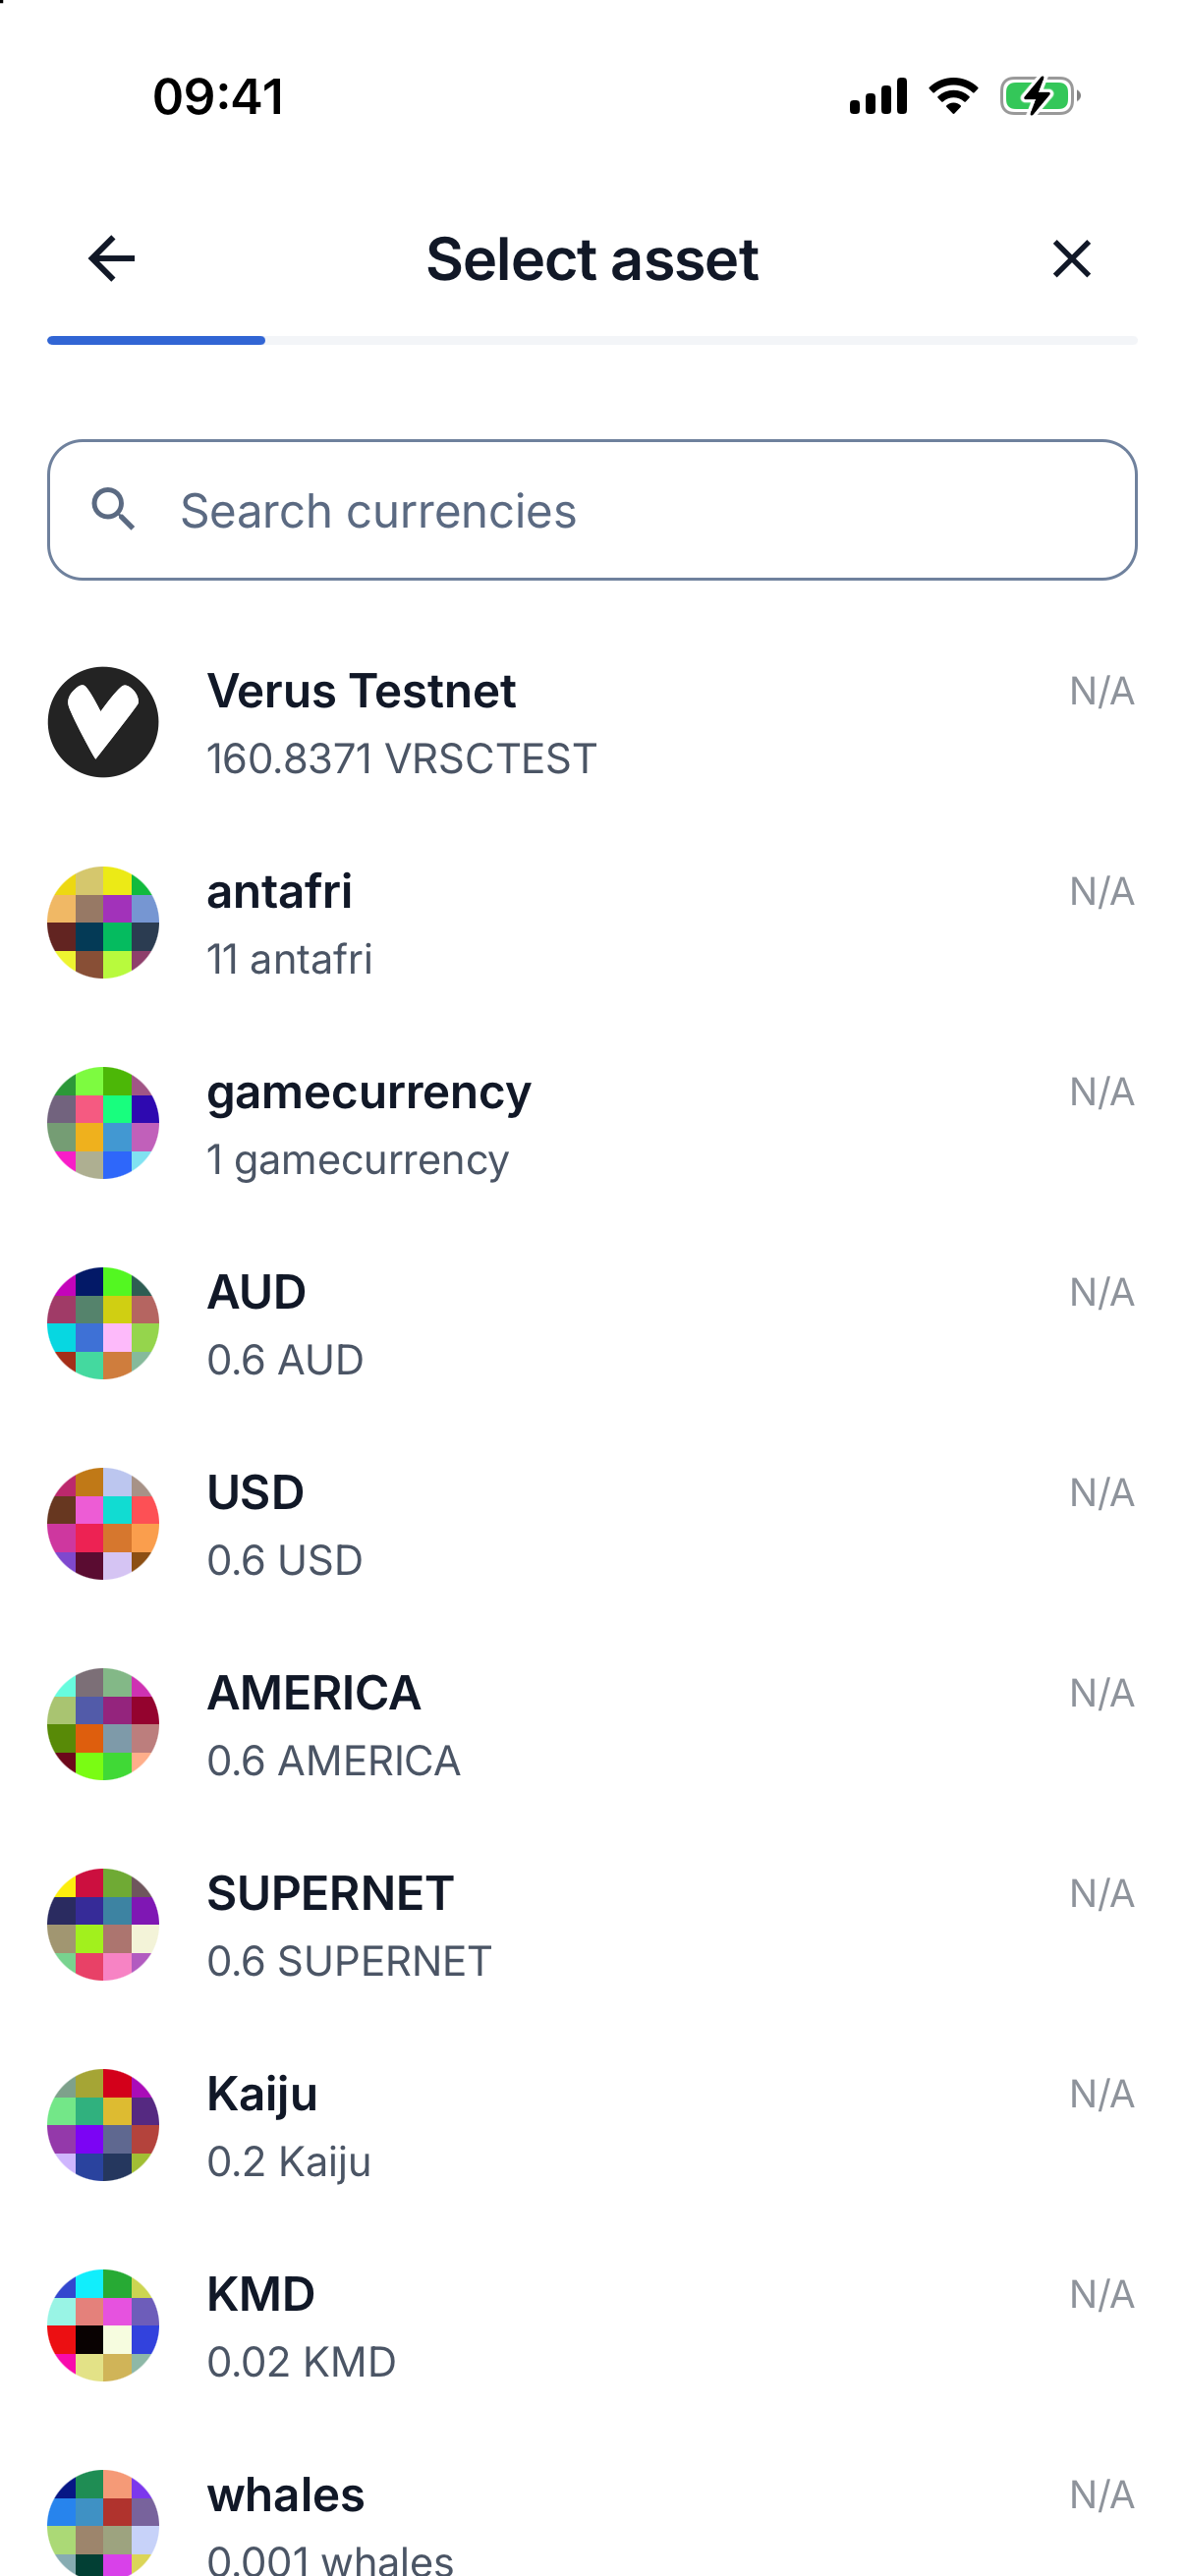 09:41
Select asset
Search currencies
Verus Testnet N/A
160.8371 VRSCTEST
antafri N/A
11 antafri
gamecurrency N/A
1 gamecurrency
AUD N/A
0.6 AUD
USD N/A
0.6 USD
AMERICA N/A
0.6 AMERICA
SUPERNET N/A
0.6 SUPERNET
Kaiju N/A
0.2 Kaiju
KMD N/A
0.02 KMD
whales N/A
0.001 whales